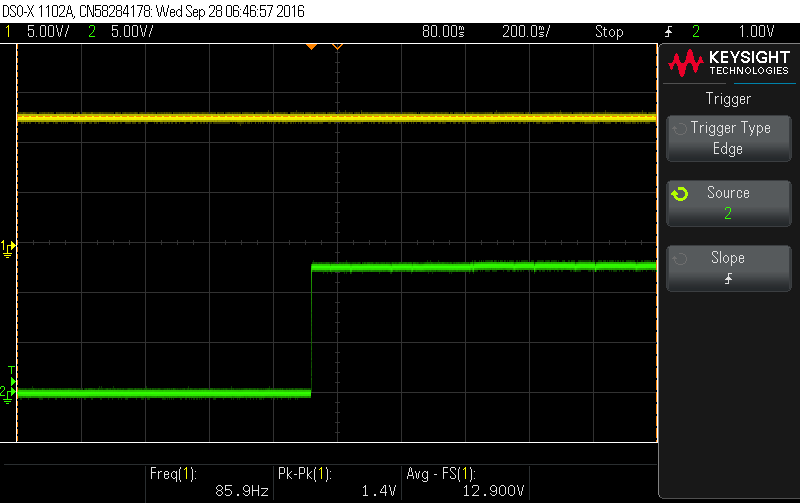 DSO-X 1102A, CN58284178: Wed Sep 28 06:46:57 2016
1 5.00V/ 2 5.00V/ 80.00ms 200.0ms/ Stop 2 1.00V
KEYSIGHT
TECHNOLOGIES
Trigger
Trigger Type
Edge
Source
2
Slope
1
T
2
Freq(1): Pk-Pk(1): Avg - FS(1):
85.9Hz 1.4V 12.900V